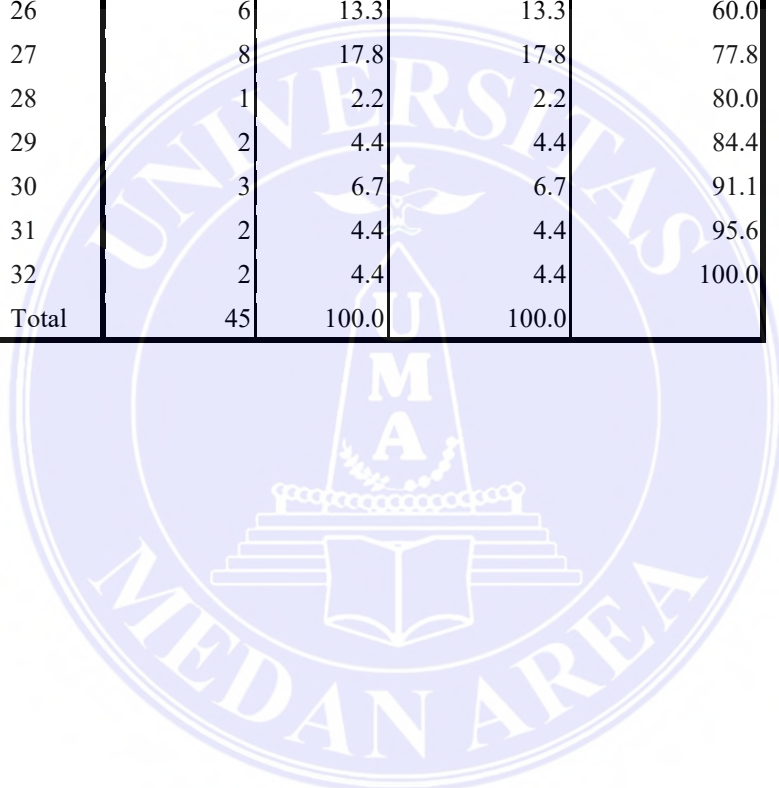 26 6 13.3 13.3 60.0
27 8 17.8 17.8 77.8
28 1 2.2 2.2 80.0
29 2 4.4 4.4 84.4
30 3 6.7 6.7 91.1
31 2 4.4 4.4 95.6
32 2 4.4 4.4 100.0
Total 45 100.0 100.0
UNIVERSITAS
U
M
A
MEDAN AREA